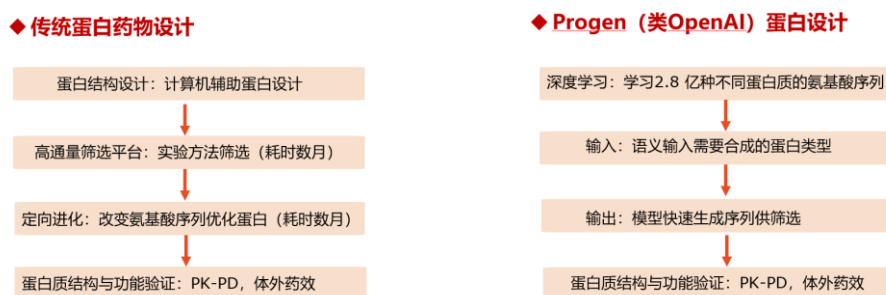 ◆ 传统蛋白药物设计
蛋白结构设计：计算机辅助蛋白设计
高通量筛选平台：实验方法筛选（耗时数月）
定向进化：改变氨基酸序列优化蛋白（耗时数月）
蛋白质结构与功能验证：PK-PD，体外药效
◆ Progen（类OpenAI）蛋白设计
深度学习：学习2.8 亿种不同蛋白质的氨基酸序列
输入：语义输入需要合成的蛋白类型
输出：模型快速生成序列供筛选
蛋白质结构与功能验证：PK-PD，体外药效